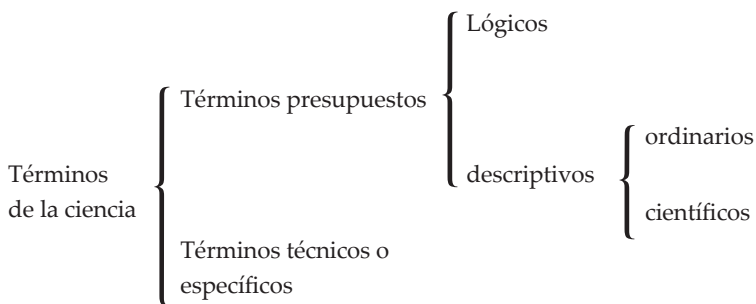 Lógicos
Términos presupuestos
ordinarios
Términos
de la ciencia
descriptivos
científicos
Términos técnicos o
específicos